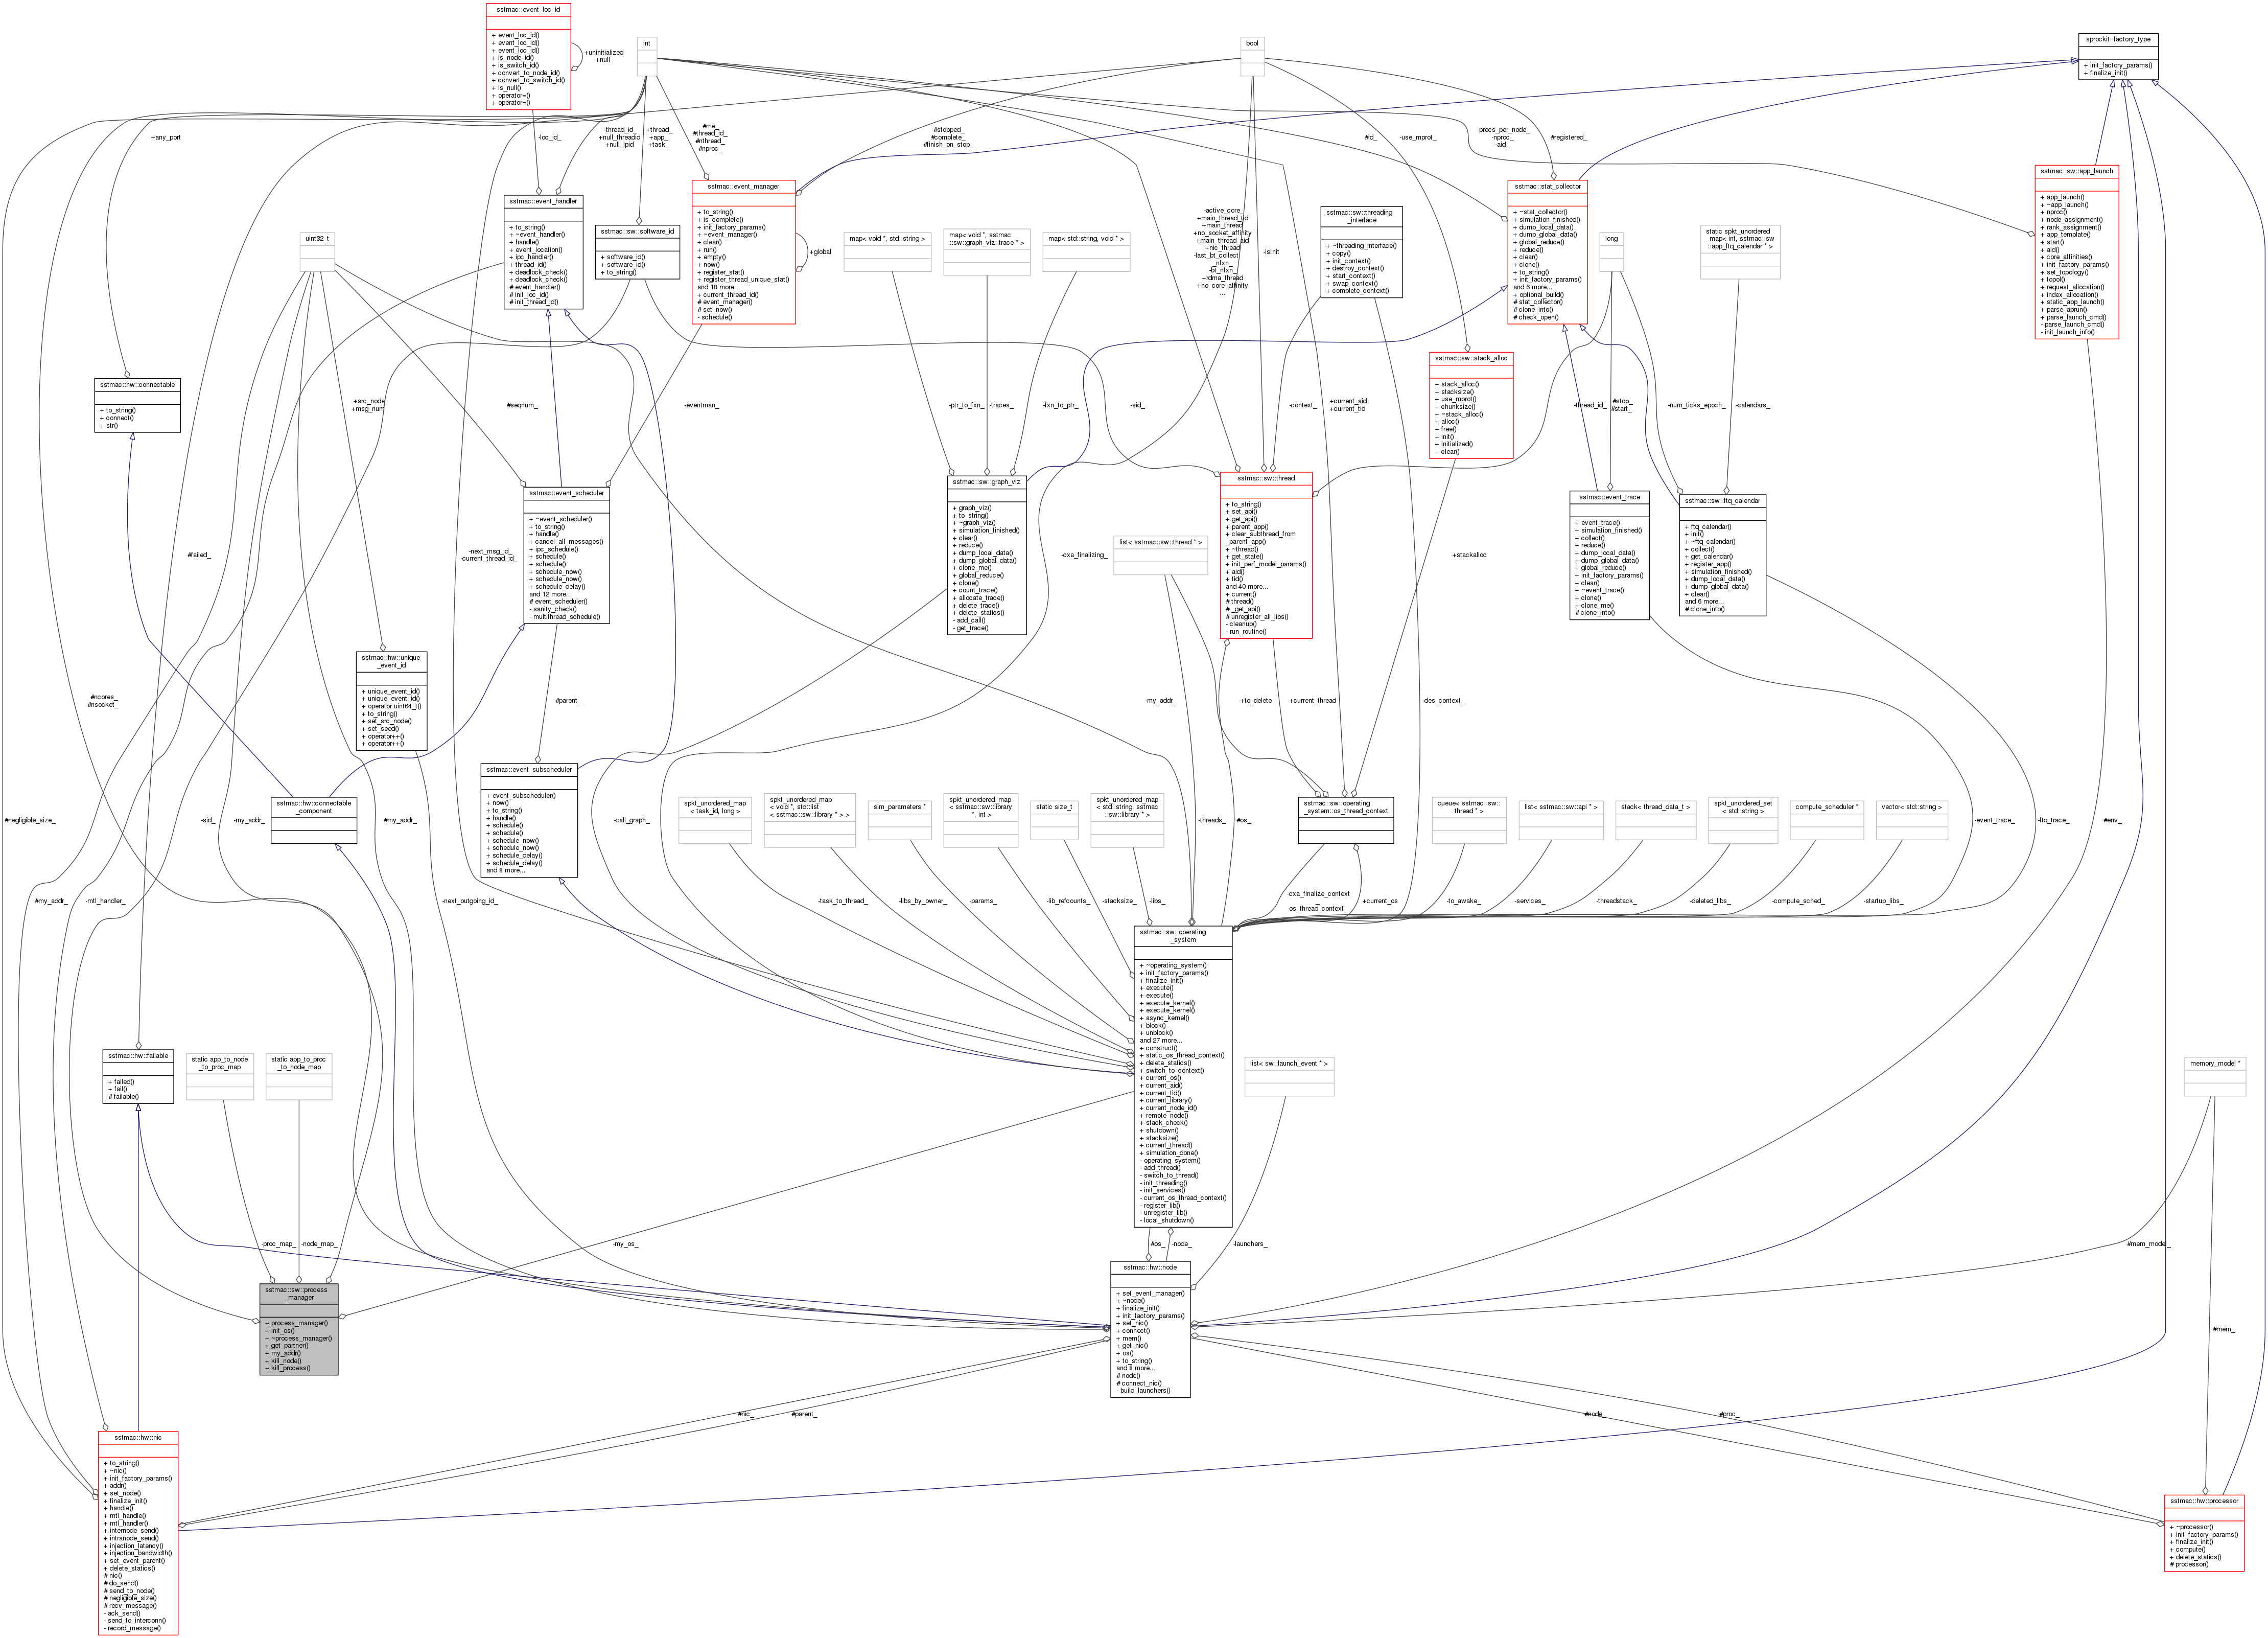 sstmac::event_loc_id
+ event_loc_id()
+ event_loc_id()
+ event_loc_id()
+ is_node_id()
+ is_switch_id()
+ convert_to_node_id()
+ convert_to_switch_id()
+ is_null()
+ operator=()
+ operator=()
+uninitialized
+null
int
bool
sprockit::factory_type
+ init_factory_params()
+ finalize_init()
+any_port
-loc_id_
-thread_id_
+null_threadid
+null_lpid
+thread_
+app_
+task_
#me_
#thread_id_
#nthread_
#nproc_
#stopped_
#complete_
#finish_on_stop_
#id_
-use_mprot_
-procs_per_node_
-nproc_
-aid_
#registered_
sstmac::event_handler
+ to_string()
+ ~event_handler()
+ handle()
+ event_location()
+ ipc_handler()
+ thread_id()
+ deadlock_check()
+ deadlock_check()
# event_handler()
# init_loc_id()
# init_thread_id()
sstmac::sw::software_id
+ software_id()
+ software_id()
+ to_string()
sstmac::event_manager
+ to_string()
+ is_complete()
+ init_factory_params()
+ ~event_manager()
+ clear()
+ run()
+ empty()
+ now()
+ register_stat()
+ register_thread_unique_stat()
and 18 more...
+ current_thread_id()
# event_manager()
# set_now()
- schedule()
+global
map< void *, std::string >
map< void *, sstmac
::sw::graph_viz::trace * >
map< std::string, void * >
-active_core_
+main_thread_tid
+main_thread
+no_socket_affinity
+main_thread_aid
+nic_thread
-last_bt_collect
_nfxn_
-bt_nfxn_
+rdma_thread
+no_core_affinity
...
-isInit
sstmac::sw::threading
_interface
+ ~threading_interface()
+ copy()
+ init_context()
+ destroy_context()
+ start_context()
+ swap_context()
+ complete_context()
sstmac::stat_collector
+ ~stat_collector()
+ simulation_finished()
+ dump_local_data()
+ dump_global_data()
+ global_reduce()
+ reduce()
+ clear()
+ clone()
+ to_string()
+ init_factory_params()
and 6 more...
+ optional_build()
# stat_collector()
# clone_into()
# check_open()
long
static spkt_unordered
_map< int, sstmac::sw
::app_ftq_calendar * >
sstmac::sw::app_launch
+ app_launch()
+ ~app_launch()
+ nproc()
+ node_assignment()
+ rank_assignment()
+ app_template()
+ start()
+ aid()
+ core_affinities()
+ init_factory_params()
+ set_topology()
+ topol()
+ request_allocation()
+ index_allocation()
+ static_app_launch()
+ parse_aprun()
+ parse_launch_cmd()
- parse_launch_cmd()
- init_launch_info()
uint32_t
sstmac::hw::connectable
+ to_string()
+ connect()
+ str()
+src_node
+msg_num
#seqnum_
-eventman_
-ptr_to_fxn_
-traces_
-fxn_to_ptr_
-sid_
-context_
+current_aid
+current_tid
sstmac::sw::stack_alloc
+ stack_alloc()
+ stacksize()
+ use_mprot()
+ chunksize()
+ ~stack_alloc()
+ alloc()
+ free()
+ init()
+ initialized()
+ clear()
-thread_id_
#stop_
#start_
-num_ticks_epoch_
-calendars_
sstmac::event_scheduler
+ ~event_scheduler()
+ to_string()
+ handle()
+ cancel_all_messages()
+ ipc_schedule()
+ schedule()
+ schedule()
+ schedule_now()
+ schedule_now()
+ schedule_delay()
and 12 more...
# event_scheduler()
- sanity_check()
- multithread_schedule()
sstmac::sw::graph_viz
+ graph_viz()
+ to_string()
+ ~graph_viz()
+ simulation_finished()
+ clear()
+ reduce()
+ dump_local_data()
+ dump_global_data()
+ clone_me()
+ global_reduce()
+ clone()
+ count_trace()
+ allocate_trace()
+ delete_trace()
+ delete_statics()
- add_call()
- get_trace()
list< sstmac::sw::thread * >
sstmac::sw::thread
+ to_string()
+ set_api()
+ get_api()
+ parent_app()
+ clear_subthread_from
_parent_app()
+ ~thread()
+ get_state()
+ init_perf_model_params()
+ aid()
+ tid()
and 40 more...
+ current()
# thread()
# _get_api()
# unregister_all_libs()
- cleanup()
- run_routine()
sstmac::event_trace
+ event_trace()
+ simulation_finished()
+ collect()
+ reduce()
+ dump_local_data()
+ dump_global_data()
+ global_reduce()
+ init_factory_params()
+ clear()
+ ~event_trace()
+ clone()
+ clone_me()
# clone_into()
sstmac::sw::ftq_calendar
+ ftq_calendar()
+ init()
+ ~ftq_calendar()
+ collect()
+ get_calendar()
+ register_app()
+ simulation_finished()
+ dump_local_data()
+ dump_global_data()
+ clear()
and 6 more...
# clone_into()
#failed_
-next_msg_id_
-current_thread_id_
-cxa_finalizing_
+stackalloc
sstmac::hw::unique
_event_id
+ unique_event_id()
+ unique_event_id()
+ operator uint64_t()
+ to_string()
+ set_src_node()
+ set_seed()
+ operator++()
+ operator++()
#ncores_
#nsocket_
#parent_
-my_addr_
+to_delete
+current_thread
-des_context_
sstmac::event_subscheduler
+ event_subscheduler()
+ now()
+ to_string()
+ handle()
+ schedule()
+ schedule()
+ schedule_now()
+ schedule_now()
+ schedule_delay()
+ schedule_delay()
and 8 more...
sstmac::hw::connectable
_component
#negligible_size_
-sid_
-my_addr_
#my_addr_
-call_graph_
spkt_unordered_map
< task_id, long >
spkt_unordered_map
< void *, std::list
< sstmac::sw::library * > >
sim_parameters *
spkt_unordered_map
< sstmac::sw::library
*, int >
static size_t
spkt_unordered_map
< std::string, sstmac
::sw::library * >
-threads_
#os_
sstmac::sw::operating
_system::os_thread_context
queue< sstmac::sw::
thread * >
list< sstmac::sw::api * >
stack< thread_data_t >
spkt_unordered_set
< std::string >
compute_scheduler *
vector< std::string >
-event_trace_
-ftq_trace_
#env_
#my_addr_
-mtl_handler_
-next_outgoing_id_
-task_to_thread_
-libs_by_owner_
-params_
-lib_refcounts_
-stacksize_
-libs_
-cxa_finalize_context
_
-os_thread_context_
+current_os
-to_awake_
-services_
-threadstack_
-deleted_libs_
-compute_sched_
-startup_libs_
sstmac::sw::operating
_system
+ ~operating_system()
+ init_factory_params()
+ finalize_init()
+ execute()
+ execute()
+ execute_kernel()
+ execute_kernel()
+ async_kernel()
+ block()
+ unblock()
and 27 more...
+ construct()
+ static_os_thread_context()
+ delete_statics()
+ switch_to_context()
+ current_os()
+ current_aid()
+ current_tid()
+ current_library()
+ current_node_id()
+ remote_node()
+ stack_check()
+ shutdown()
+ stacksize()
+ current_thread()
+ simulation_done()
- operating_system()
- add_thread()
- switch_to_thread()
- init_threading()
- init_services()
- current_os_thread_context()
- register_lib()
- unregister_lib()
- local_shutdown()
sstmac::hw::failable
+ failed()
+ fail()
# failable()
static app_to_node
_to_proc_map
static app_to_proc
_to_node_map
list< sw::launch_event * >
memory_model *
-proc_map_
-node_map_
-my_os_
#os_
-node_
-launchers_
#mem_model_
sstmac::sw::process
_manager
+ process_manager()
+ init_os()
+ ~process_manager()
+ get_partner()
+ my_addr()
+ kill_node()
+ kill_process()
sstmac::hw::node
+ set_event_manager()
+ ~node()
+ finalize_init()
+ init_factory_params()
+ set_nic()
+ connect()
+ mem()
+ get_nic()
+ os()
+ to_string()
and 8 more...
# node()
# connect_nic()
- build_launchers()
#mem_
#nic_
#parent_
#node_
#proc_
sstmac::hw::nic
+ to_string()
+ ~nic()
+ init_factory_params()
+ addr()
+ set_node()
+ finalize_init()
+ handle()
+ mtl_handle()
+ mtl_handler()
+ internode_send()
+ intranode_send()
+ injection_latency()
+ injection_bandwidth()
+ set_event_parent()
+ delete_statics()
# nic()
# do_send()
# send_to_node()
# negligible_size()
# recv_message()
- ack_send()
- send_to_interconn()
- record_message()
sstmac::hw::processor
+ ~processor()
+ init_factory_params()
+ finalize_init()
+ compute()
+ delete_statics()
# processor()